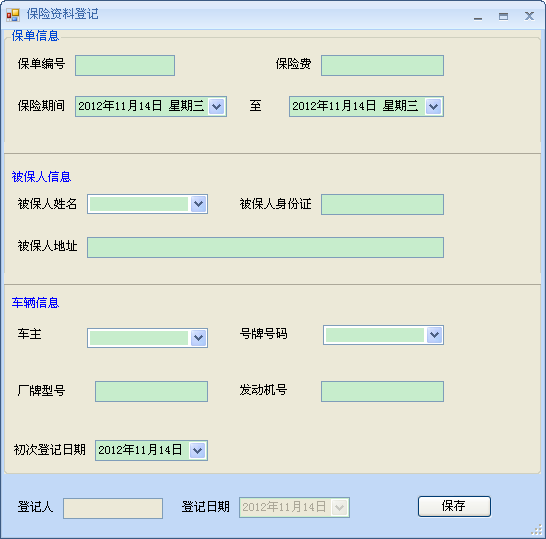 保险资料登记
保单信息
保单编号 保险费
保险期间 2012年11月14日 星期三 至 2012年11月14日 星期三
被保人信息
被保人姓名 被保人身份证
被保人地址
车辆信息
车主 号牌号码
厂牌型号 发动机号
初次登记日期 2012年11月14日
登记人 登记日期 2012年11月14日 保存